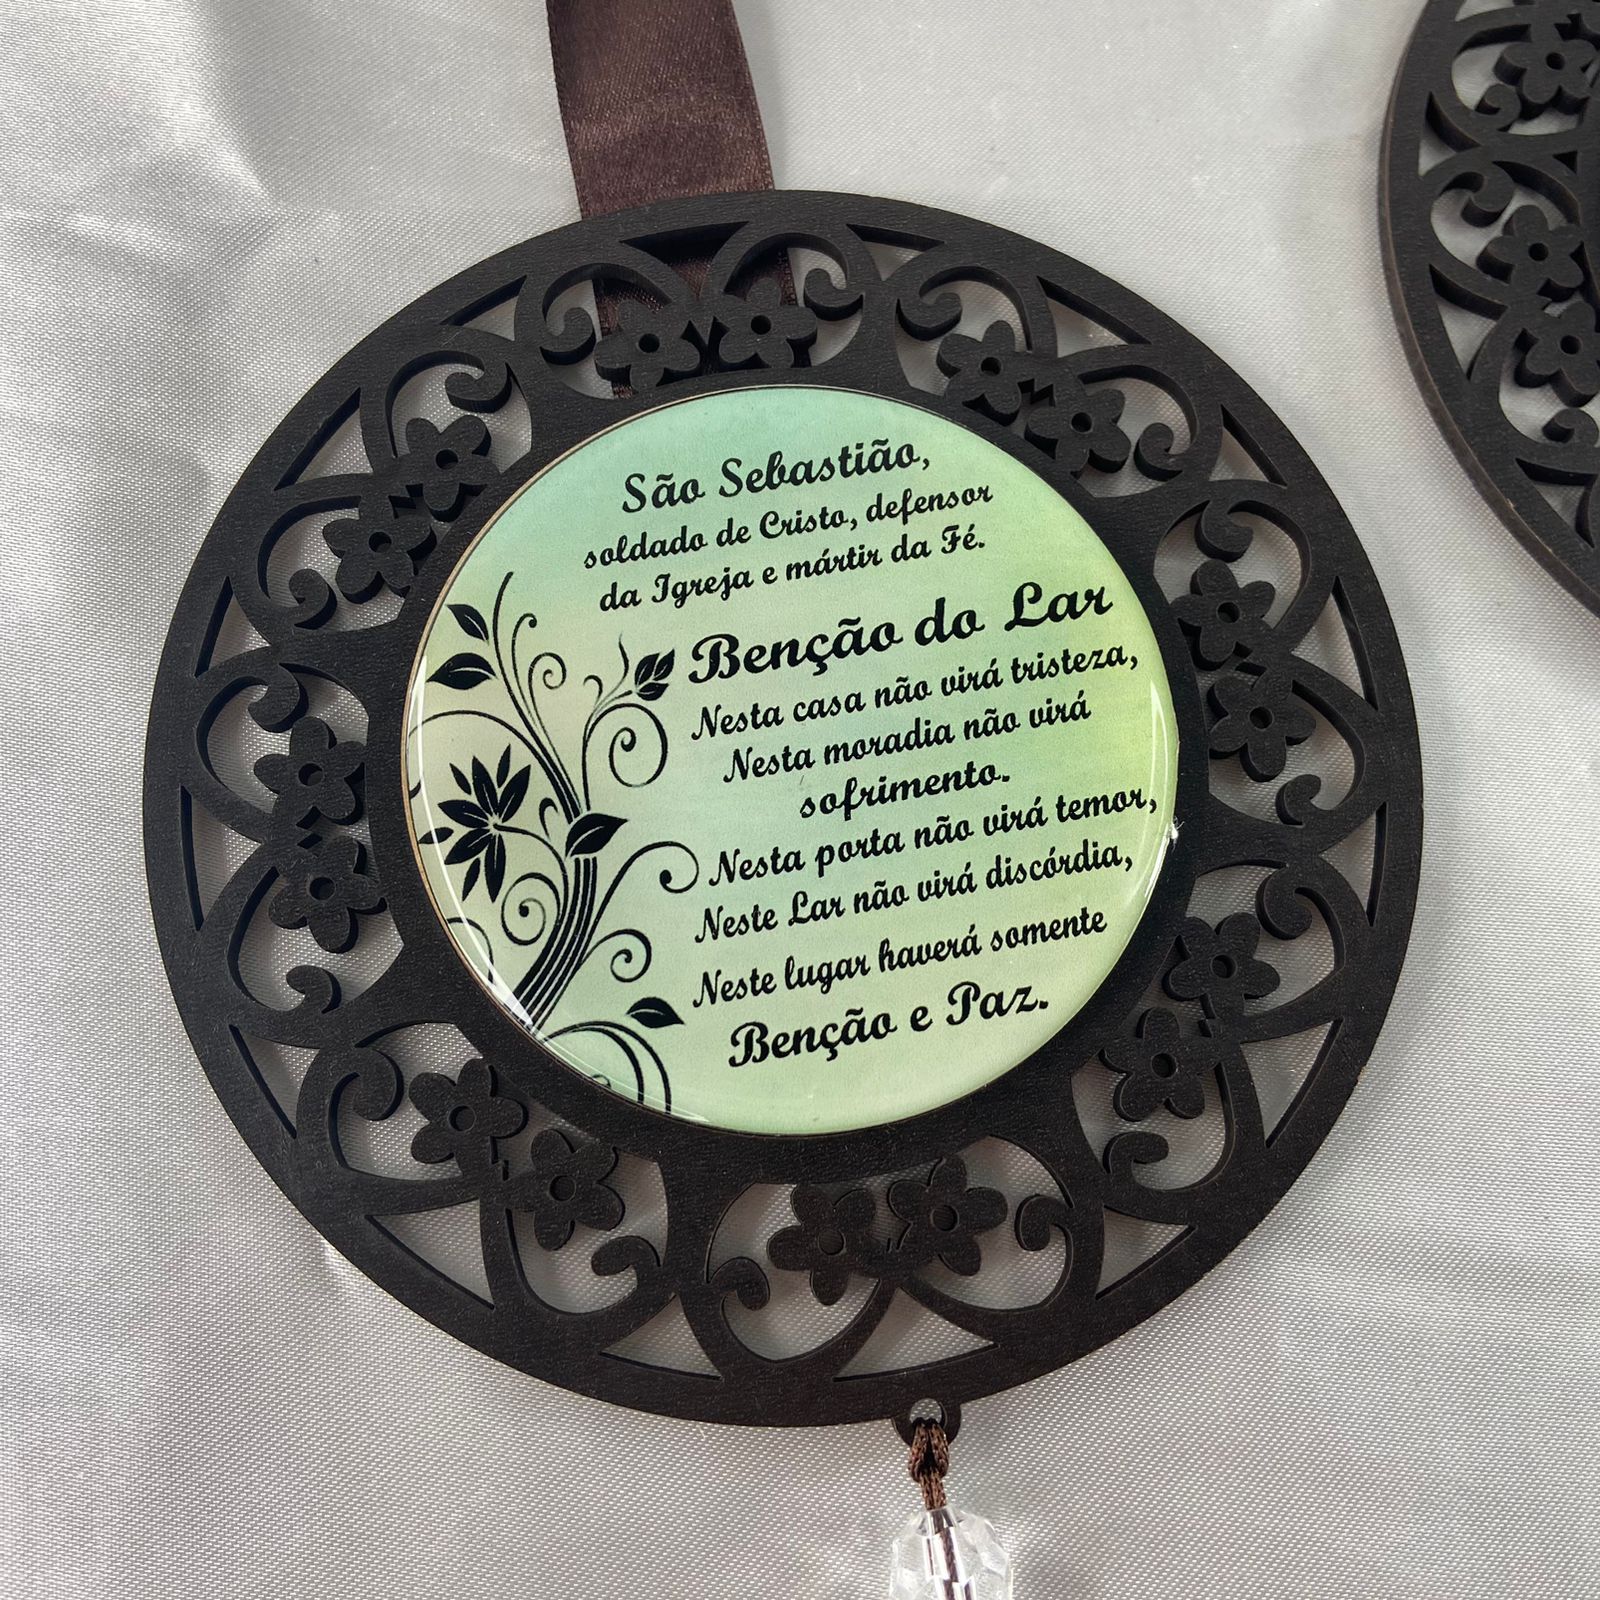 São Sebastião,
soldado de Cristo, defensor
da Igreja e mártir da Fé.
Benção do Lar
Nesta casa não virá tristeza,
Nesta moradia não virá
sofrimento.
Nesta porta não virá temor,
Neste Lar não virá discórdia,
Neste lugar haverá somente
Benção e Paz.